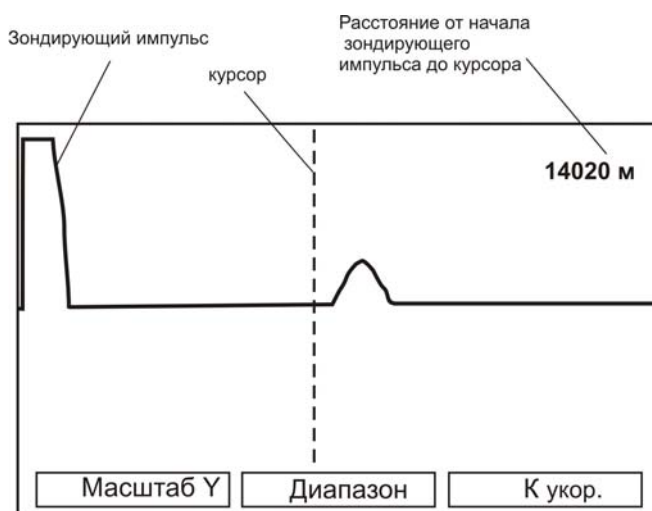 Зондирующий импульс
курсор
Расстояние от начала
зондирующего
импульса до курсора
14020 м
Масштаб Y
Диапазон
К укор.